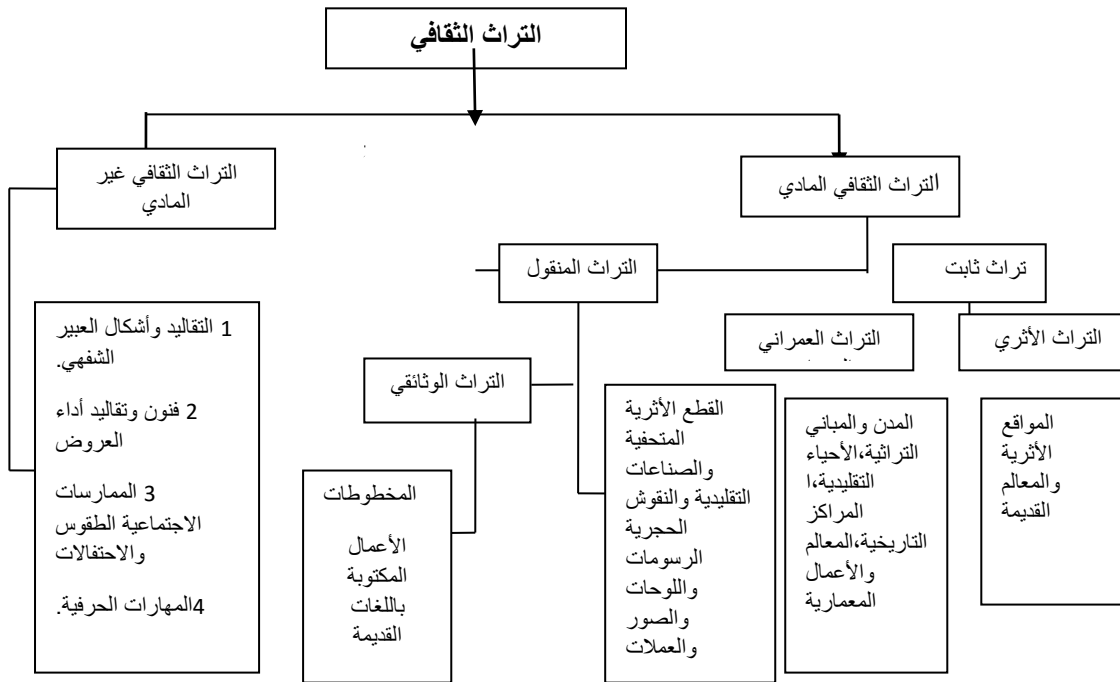 التراث الثقافي
التراث الثقافي غير
المادي
التراث الثقافي المادي
التراث المنقول
تراث ثابت
1 التقاليد وأشكال العبير
الشفهي.
2 فنون وتقاليد أداء
العروض
3 الممارسات
الاجتماعية الطقوس
والاحتفالات
4المهارات الحرفية.
التراث الوثائقي
التراث العمراني
التراث الأثري
المخطوطات
الأعمال
المكتوبة
باللغات
القديمة
القطع الأثرية
المتحفية
والصناعات
التقليدية والنقوش
الحجرية
الرسومات
واللوحات
والصور
والعملات
المدن والمباني
التراثية،الأحياء
التقليدية،ا
المراكز
التاريخية،المعالم
والأعمال
المعمارية
المواقع
الأثرية
والمعالم
القديمة